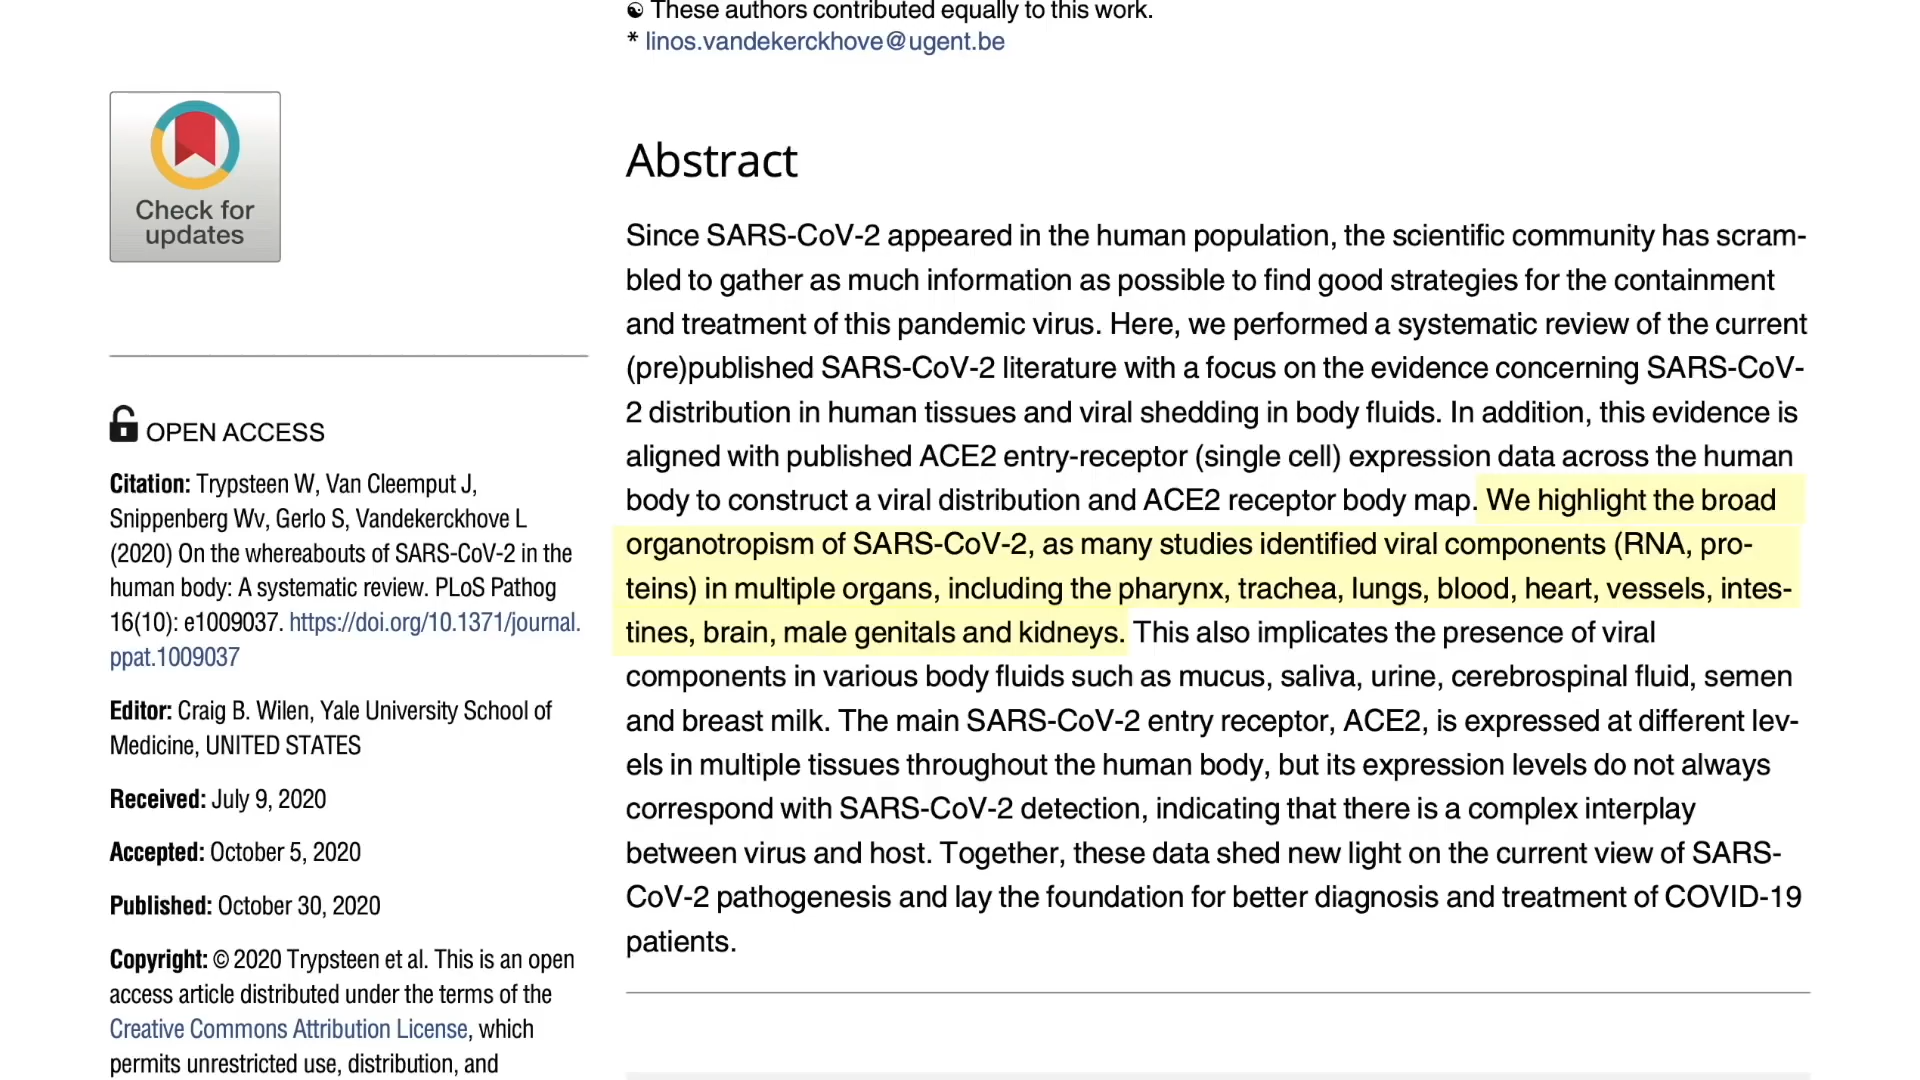 ☯ These authors contributed equally to this work.
* linos.vandekerckhove@ugent.be
Check for
updates
OPEN ACCESS
Citation: Trypsteen W, Van Cleemput J,
Snippenberg Wv, Gerlo S, Vandekerckhove L
(2020) On the whereabouts of SARS-CoV-2 in the
human body: A systematic review. PLoS Pathog
16(10): e1009037. https://doi.org/10.1371/journal.
ppat.1009037
Editor: Craig B. Wilen, Yale University School of
Medicine, UNITED STATES
Received: July 9, 2020
Accepted: October 5, 2020
Published: October 30, 2020
Copyright: © 2020 Trypsteen et al. This is an open
access article distributed under the terms of the
Creative Commons Attribution License, which
permits unrestricted use, distribution, and
Abstract
Since SARS-CoV-2 appeared in the human population, the scientific community has scram-
bled to gather as much information as possible to find good strategies for the containment
and treatment of this pandemic virus. Here, we performed a systematic review of the current
(pre)published SARS-CoV-2 literature with a focus on the evidence concerning SARS-CoV-
2 distribution in human tissues and viral shedding in body fluids. In addition, this evidence is
aligned with published ACE2 entry-receptor (single cell) expression data across the human
body to construct a viral distribution and ACE2 receptor body map. We highlight the broad
organotropism of SARS-CoV-2, as many studies identified viral components (RNA, pro-
teins) in multiple organs, including the pharynx, trachea, lungs, blood, heart, vessels, intes-
tines, brain, male genitals and kidneys. This also implicates the presence of viral
components in various body fluids such as mucus, saliva, urine, cerebrospinal fluid, semen
and breast milk. The main SARS-CoV-2 entry receptor, ACE2, is expressed at different lev-
els in multiple tissues throughout the human body, but its expression levels do not always
correspond with SARS-CoV-2 detection, indicating that there is a complex interplay
between virus and host. Together, these data shed new light on the current view of SARS-
CoV-2 pathogenesis and lay the foundation for better diagnosis and treatment of COVID-19
patients.